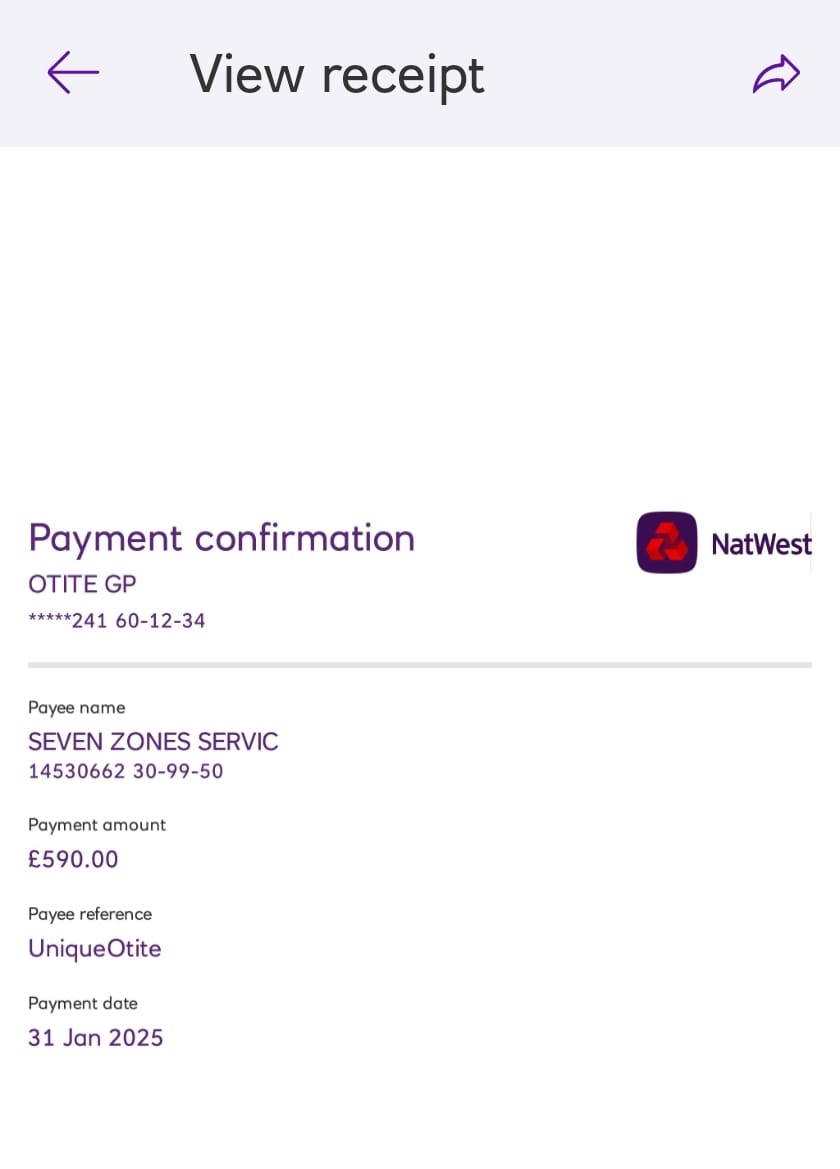 View receipt
Payment confirmation
NatWest
OTITE GP
*****241 60-12-34
Payee name
SEVEN ZONES SERVIC
14530662 30-99-50
Payment amount
£590.00
Payee reference
UniqueOtite
Payment date
31 Jan 2025